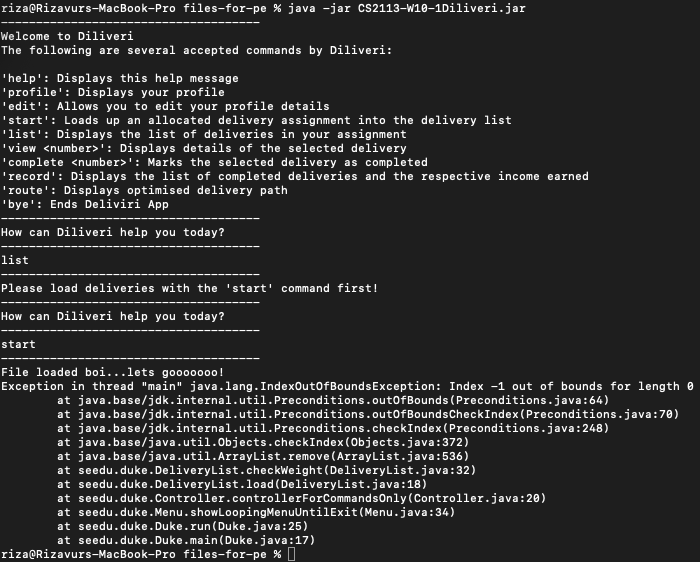 riza@Rizavurs-MacBook-Pro files-for-pe % java -jar CS2113-W10-1Diliveri.jar
____________________________________
Welcome to Diliveri
The following are several accepted commands by Diliveri:
'help': Displays this help message
'profile': Displays your profile
'edit': Allows you to edit your profile details
'start': Loads up an allocated delivery assignment into the delivery list
'list': Displays the list of deliveries in your assignment
'view <number>': Displays details of the selected delivery
'complete <number>': Marks the selected delivery as completed
'record': Displays the list of completed deliveries and the respective income earned
'route': Displays optimised delivery path
'bye': Ends Deliviri App
____________________________________
How can Diliveri help you today?
____________________________________
list
____________________________________
Please load deliveries with the 'start' command first!
____________________________________
How can Diliveri help you today?
____________________________________
start
____________________________________
File loaded boi...lets gooooooo!
Exception in thread "main" java.lang.IndexOutOfBoundsException: Index -1 out of bounds for length 0
at java.base/jdk.internal.util.Preconditions.outOfBounds(Preconditions.java:64)
at java.base/jdk.internal.util.Preconditions.outOfBoundsCheckIndex(Preconditions.java:70)
at java.base/jdk.internal.util.Preconditions.checkIndex(Preconditions.java:248)
at java.base/java.util.Objects.checkIndex(Objects.java:372)
at java.base/java.util.ArrayList.remove(ArrayList.java:536)
at seedu.duke.DeliveryList.checkWeight(DeliveryList.java:32)
at seedu.duke.DeliveryList.load(DeliveryList.java:18)
at seedu.duke.Controller.controllerForCommandsOnly(Controller.java:20)
at seedu.duke.Menu.showLoopingMenuUntilExit(Menu.java:34)
at seedu.duke.Duke.run(Duke.java:25)
at seedu.duke.Duke.main(Duke.java:17)
riza@Rizavurs-MacBook-Pro files-for-pe %